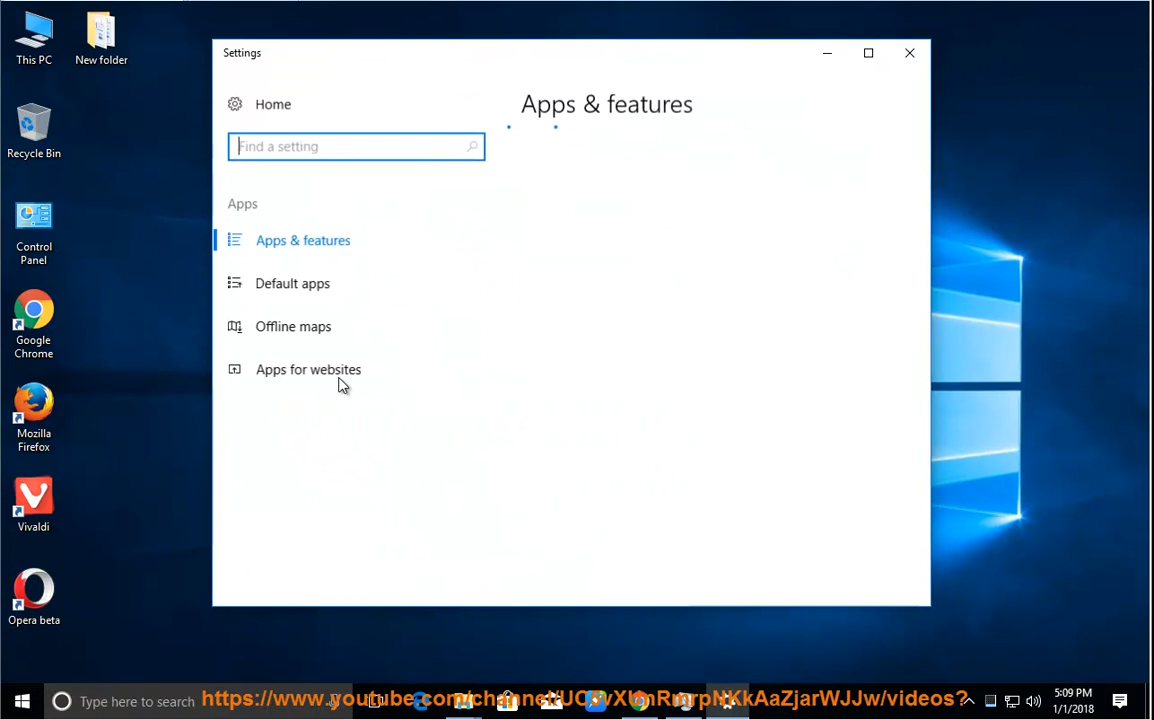 This PC
New folder
Recycle Bin
Control
Panel
Google
Chrome
Mozilla
Firefox
Vivaldi
Opera beta
Settings
Home
Find a setting
Apps
Apps & features
Default apps
Offline maps
Apps for websites
Apps & features
Type here to search
5:09 PM
1/1/2018